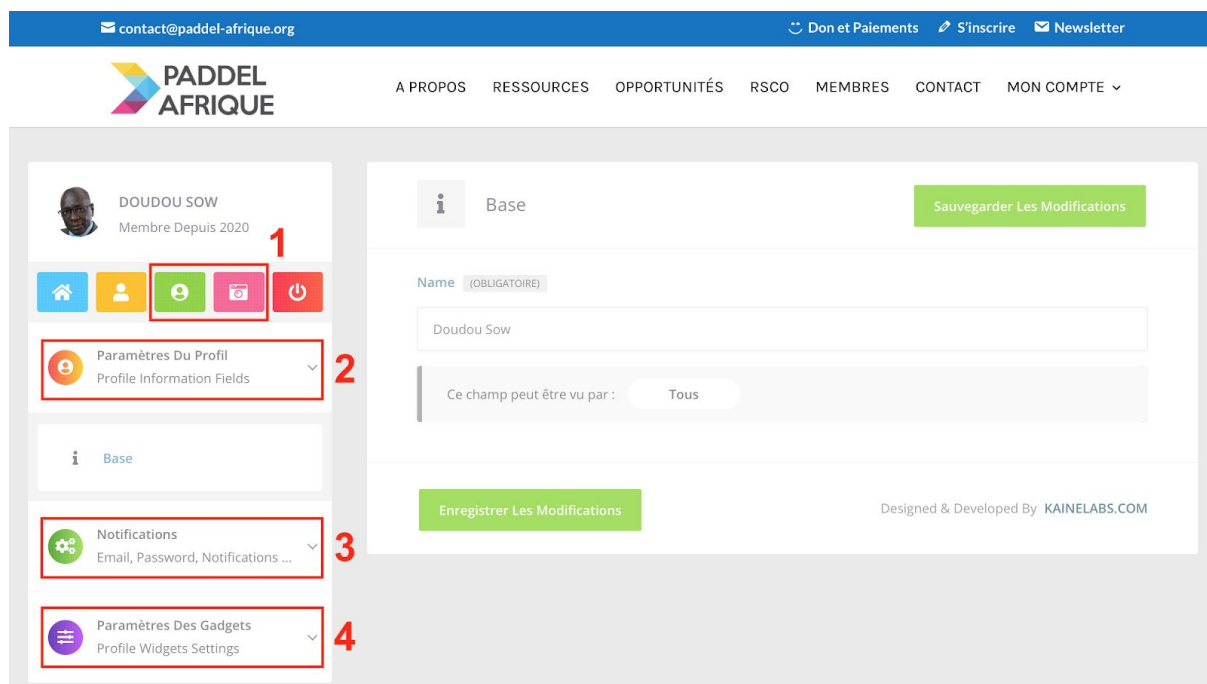 contact@paddel-afrique.org
Don et Paiements S'inscrire Newsletter
PADDEL
AFRIQUE
A PROPOS RESSOURCES OPPORTUNITÉS RSCO MEMBRES CONTACT MON COMPTE
DOUDOU SOW
Membre Depuis 2020
1
Paramètres Du Profil
Profile Information Fields
2
i Base
Notifications
Email, Password, Notifications ...
3
Paramètres Des Gadgets
Profile Widgets Settings
4
i Base
Sauvegarder Les Modifications
Name (OBLIGATOIRE)
Doudou Sow
Ce champ peut être vu par : Tous
Enregistrer Les Modifications
Designed & Developed By KAINELABS.COM